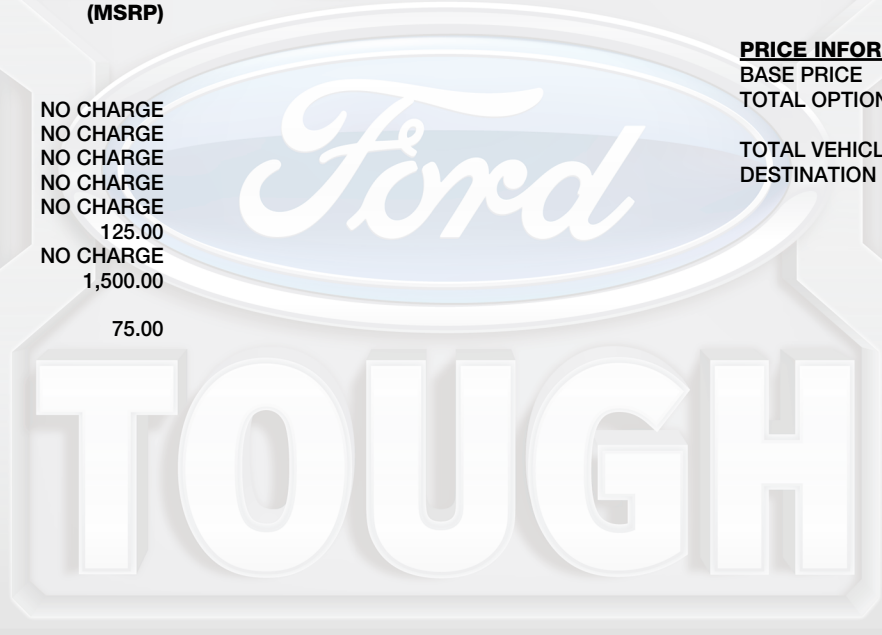 (MSRP)
NO CHARGE
NO CHARGE
NO CHARGE
NO CHARGE
NO CHARGE
125.00
NO CHARGE
1,500.00
75.00
PRICE INFOR
BASE PRICE
TOTAL OPTION
TOTAL VEHICL
DESTINATION
Ford
TOUGH